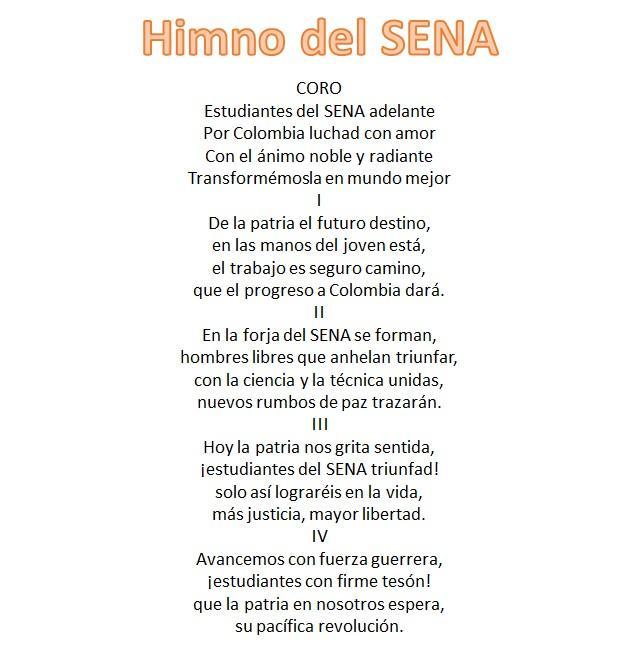 Himno del SENA
CORO
Estudiantes del SENA adelante
Por Colombia luchad con amor
Con el ánimo noble y radiante
Transformémosla en mundo mejor
I
De la patria el futuro destino,
en las manos del joven está,
el trabajo es seguro camino,
que el progreso a Colombia dará.
II
En la forja del SENA se forman,
hombres libres que anhelan triunfar,
con la ciencia y la técnica unidas,
nuevos rumbos de paz trazarán.
III
Hoy la patria nos grita sentida,
¡estudiantes del SENA triunfad!
solo así lograréis en la vida,
más justicia, mayor libertad.
IV
Avancemos con fuerza guerrera,
¡estudiantes con firme tesón!
que la patria en nosotros espera,
su pacífica revolución.